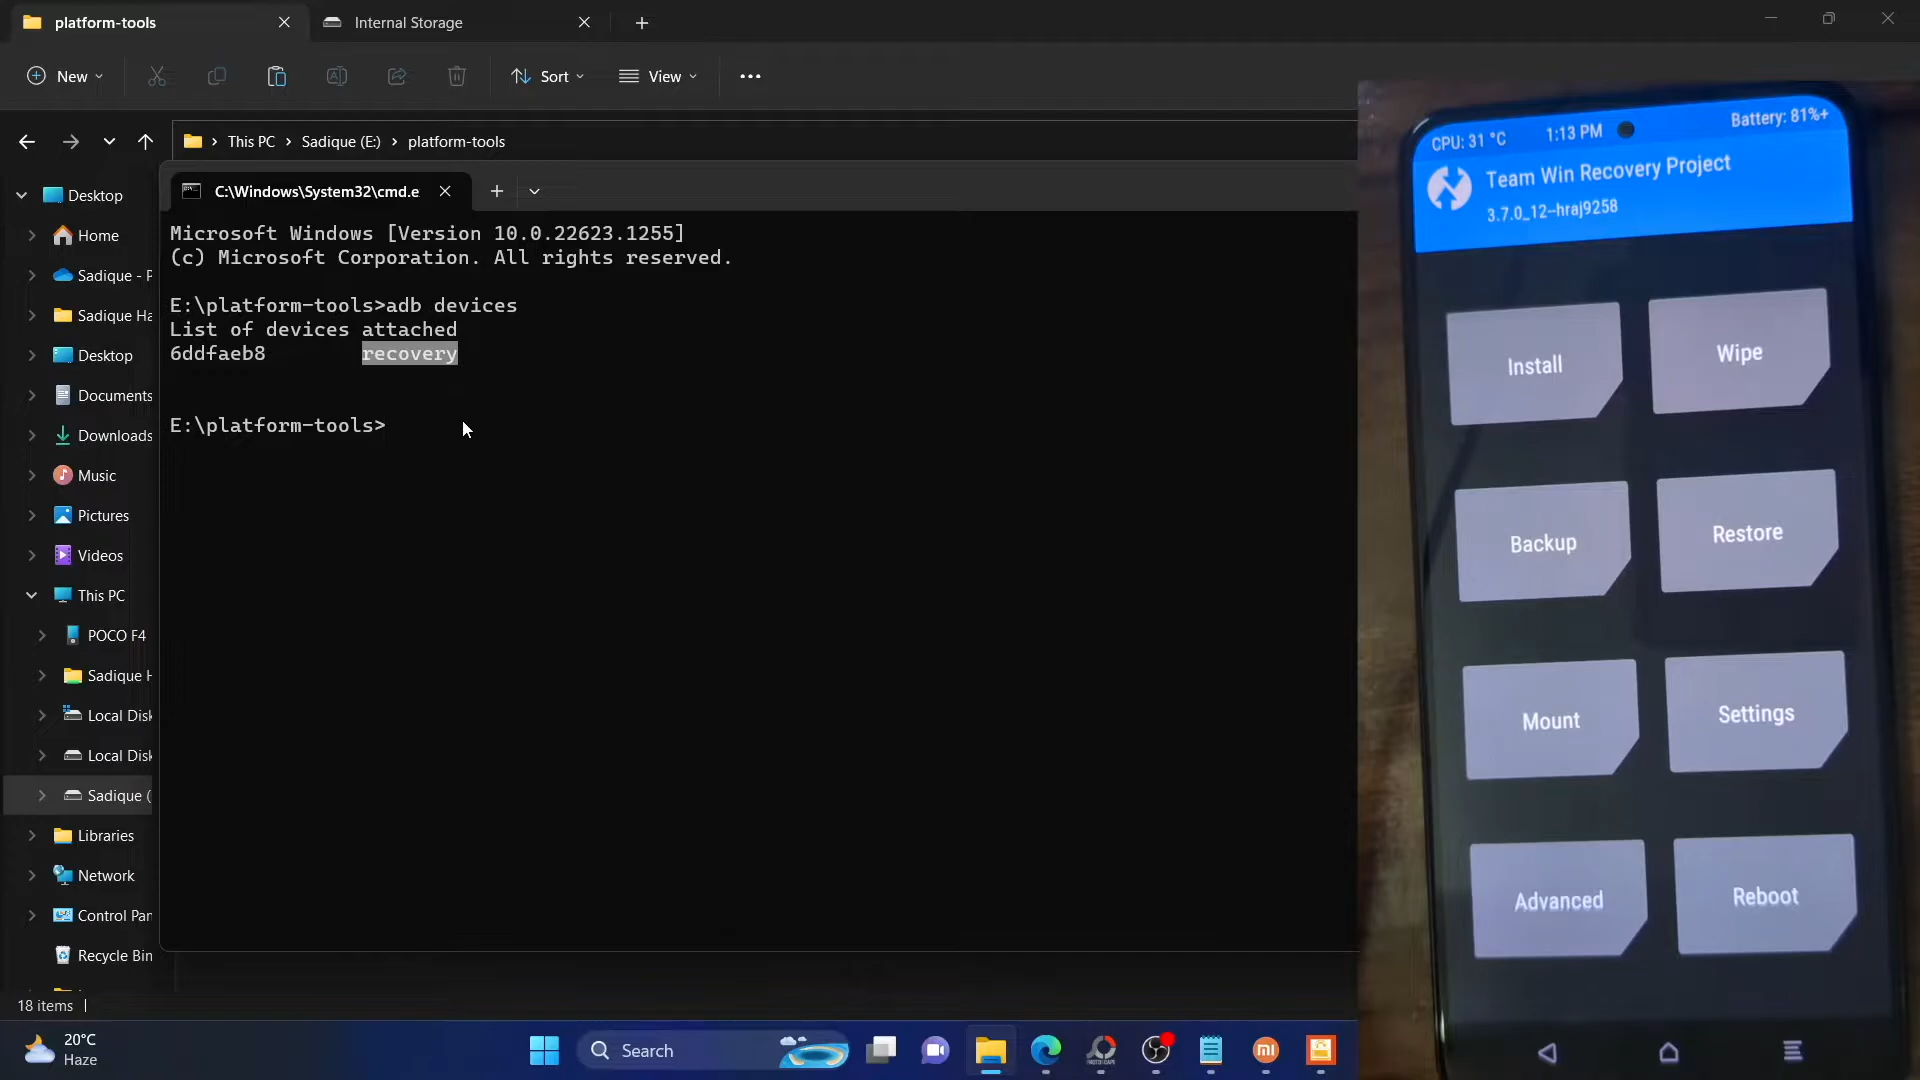 platform-tools
Internal Storage
New
Sort
View
This PC
Sadique (E:)
platform-tools
Desktop
Home
Sadique - P
Sadique Ha
Desktop
Documents
Downloads
Music
Pictures
Videos
This PC
POCO F4
Sadique H
Local Disk
Local Disk
Sadique (
Libraries
Network
Control Pan
Recycle Bin
18 items
C:\Windows\System32\cmd.e
Microsoft Windows [Version 10.0.22623.1255]
(c) Microsoft Corporation. All rights reserved.
E:\platform-tools>adb devices
List of devices attached
6ddfaeb8 recovery
E:\platform-tools>
CPU: 31 °C 1:13 PM Battery: 81%+
Team Win Recovery Project
3.7.0_12--hraj9258
Install
Wipe
Backup
Restore
Mount
Settings
Advanced
Reboot
20°C
Haze
Search
mi